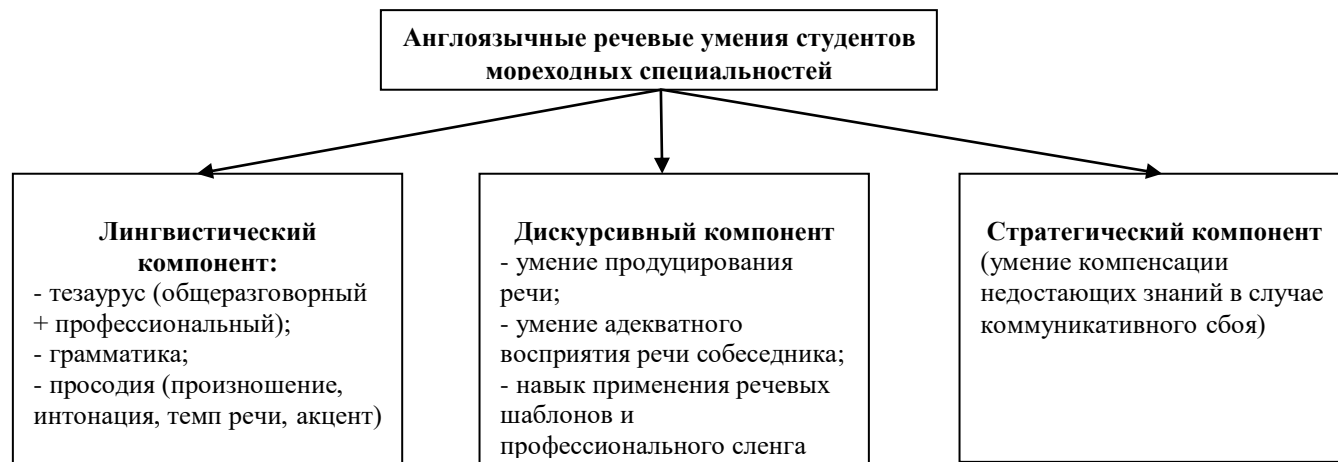 Англоязычные речевые умения студентов
мореходных специальностей
Лингвистический
компонент:
- тезаурус (общеразговорный
+ профессиональный);
- грамматика;
- просодия (произношение,
интонация, темп речи, акцент)
Дискурсивный компонент
- умение продуцирования
речи;
- умение адекватного
восприятия речи собеседника;
- навык применения речевых
шаблонов и
профессионального сленга
Стратегический компонент
(умение компенсации
недостающих знаний в случае
коммуникативного сбоя)